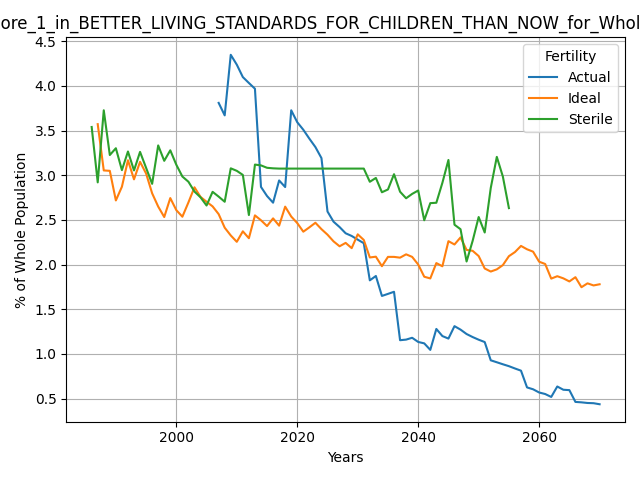 ore_1_in_BETTER_LIVING_STANDARDS_FOR_CHILDREN_THAN_NOW_for_Whol
4.5
4.0
3.5
3.0
2.5
2.0
1.5
1.0
0.5
% of Whole Population
Fertility
Actual
Ideal
Sterile
2000
2020
2040
2060
Years